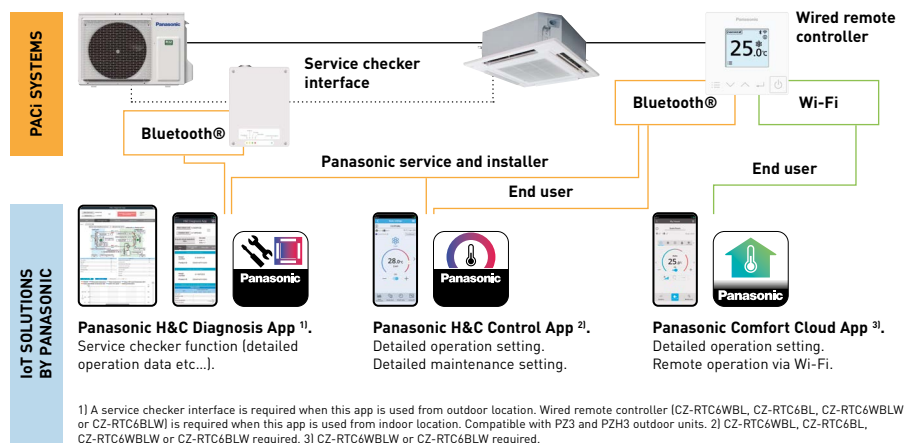 PACi SYSTEMS
Panasonic
Service checker
interface
Panasonic
25.0°C
Wired remote
controller
Bluetooth®
Bluetooth®
Wi-Fi
Panasonic service and installer
End user
End user
IoT SOLUTIONS
BY PANASONIC
28.0°C
25.0°
Panasonic
Panasonic
Panasonic
Panasonic H&C Diagnosis App 1).
Service checker function (detailed
operation data etc...).
Panasonic H&C Control App 2).
Detailed operation setting.
Detailed maintenance setting.
Panasonic Comfort Cloud App 3).
Detailed operation setting.
Remote operation via Wi-Fi.
1) A service checker interface is required when this app is used from outdoor location. Wired remote controller (CZ-RTC6WBL, CZ-RTC6BL, CZ-RTC6WBLW
or CZ-RTC6BLW) is required when this app is used from indoor location. Compatible with PZ3 and PZH3 outdoor units. 2) CZ-RTC6WBL, CZ-RTC6BL,
CZ-RTC6WBLW or CZ-RTC6BLW required. 3) CZ-RTC6WBLW or CZ-RTC6BLW required.